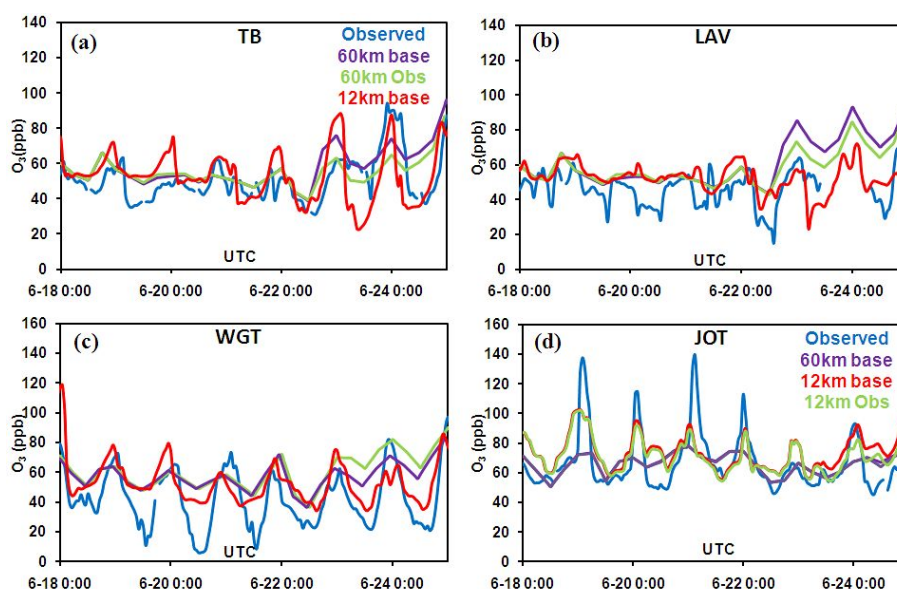 (a) TB
Observed
60km base
60km Obs
12km base
O3(ppb)
140
120
100
80
60
40
20
0
UTC
6-18 0:00 6-20 0:00 6-22 0:00 6-24 0:00
(b) LAV
O3(ppb)
140
120
100
80
60
40
20
0
UTC
6-18 0:00 6-20 0:00 6-22 0:00 6-24 0:00
(c) WGT
O3 (ppb)
160
140
120
100
80
60
40
20
0
UTC
6-18 0:00 6-20 0:00 6-22 0:00 6-24 0:00
(d) JOT
Observed
60km base
12km base
12km Obs
O3 (ppb)
160
140
120
100
80
60
40
20
0
UTC
6-18 0:00 6-20 0:00 6-22 0:00 6-24 0:00